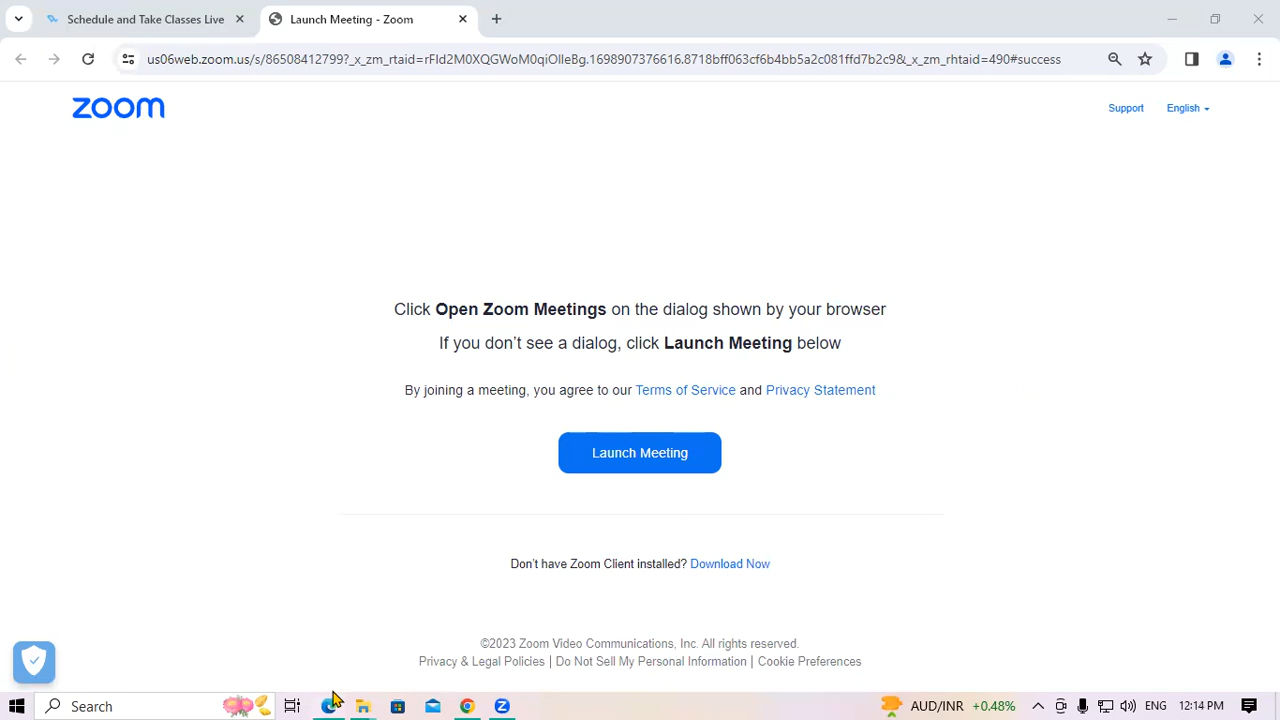 Schedule and Take Classes Live
Launch Meeting - Zoom
us06web.zoom.us/s/86508412799?_x_zm_rtaid=rFId2M0XQGWoM0qiOlleBg.1698907376616.8718bff063cf6b4bb5a2c081ffd7b2c9&_x_zm_rhtaid=490#success
zoom
Support
English
Click Open Zoom Meetings on the dialog shown by your browser
If you don't see a dialog, click Launch Meeting below
By joining a meeting, you agree to our Terms of Service and Privacy Statement
Launch Meeting
Don't have Zoom Client installed? Download Now
©2023 Zoom Video Communications, Inc. All rights reserved.
Privacy & Legal Policies | Do Not Sell My Personal Information | Cookie Preferences
Search
AUD/INR +0.48%
ENG
12:14 PM